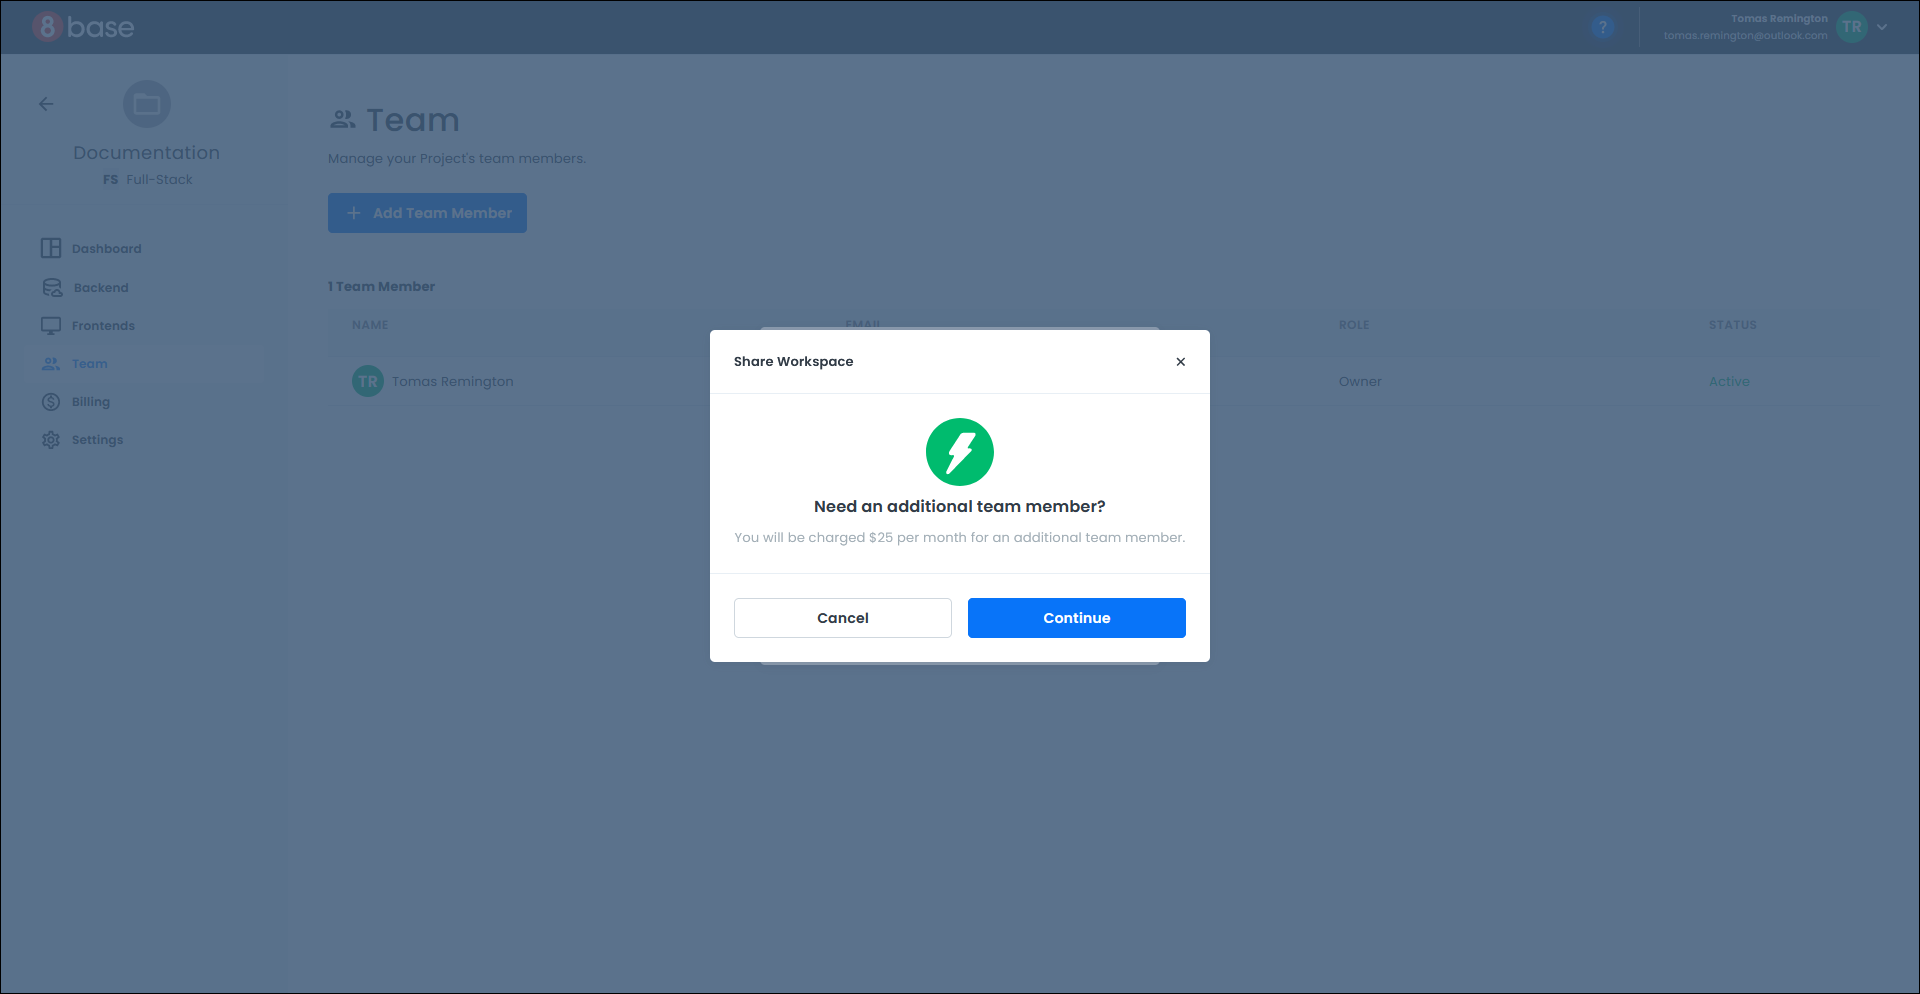 8base
?
Tomas Remington
tomas.remington@outlook.com
TR
Documentation
FS Full-Stack
Dashboard
Backend
Frontends
Team
Billing
Settings
Team
Manage your Project's team members.
+ Add Team Member
1 Team Member
NAME EMAIL ROLE STATUS
TR Tomas Remington Owner Active
Share Workspace
Need an additional team member?
You will be charged $25 per month for an additional team member.
Cancel Continue